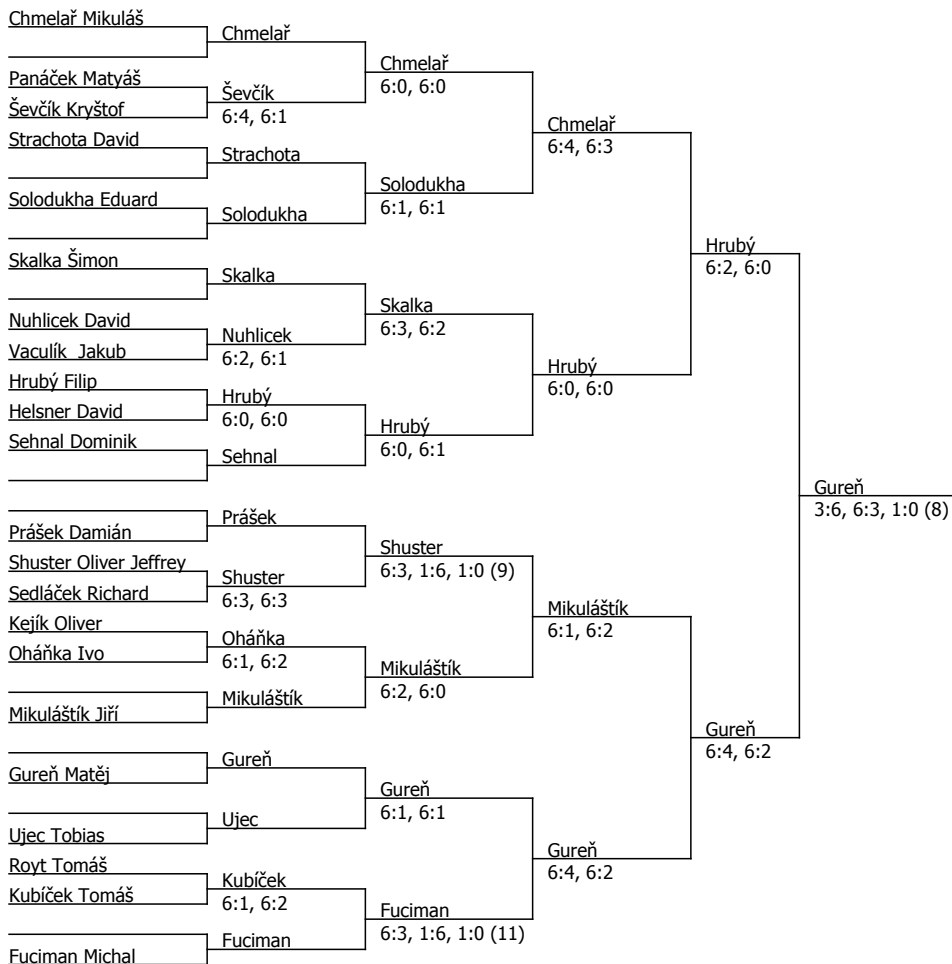 Chmelař Mikuláš
Panáček Matyáš
Ševčík Kryštof
Strachota David
Solodukha Eduard
Skalka Šimon
Nuhlicek David
Vaculík Jakub
Hrubý Filip
Helsner David
Sehnal Dominik
Prášek Damián
Shuster Oliver Jeffrey
Sedláček Richard
Kejík Oliver
Oháňka Ivo
Mikuláštík Jiří
Gureň Matěj
Ujec Tobias
Royt Tomáš
Kubíček Tomáš
Fuciman Michal
Chmelař
Ševčík
6:4, 6:1
Strachota
Solodukha
Skalka
Nuhlicek
6:2, 6:1
Hrubý
6:0, 6:0
Sehnal
Prášek
Shuster
6:3, 6:3
Oháňka
6:1, 6:2
Mikuláštík
Gureň
Ujec
Kubíček
6:1, 6:2
Fuciman
Chmelař
6:0, 6:0
Solodukha
6:1, 6:1
Skalka
6:3, 6:2
Hrubý
6:0, 6:1
Shuster
6:3, 1:6, 1:0 (9)
Mikuláštík
6:2, 6:0
Gureň
6:1, 6:1
Fuciman
6:3, 1:6, 1:0 (11)
Chmelař
6:4, 6:3
Hrubý
6:0, 6:0
Mikuláštík
6:1, 6:2
Gureň
6:4, 6:2
Hrubý
6:2, 6:0
Gureň
6:4, 6:2
Gureň
3:6, 6:3, 1:0 (8)